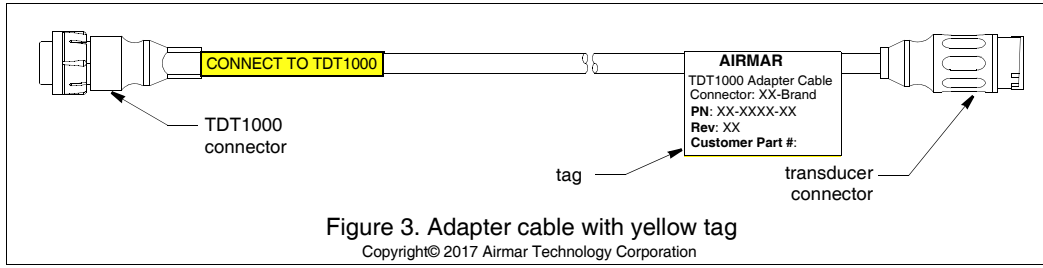 CONNECT TO TDT1000
AIRMAR
TDT1000 Adapter Cable
Connector: XX-Brand
PN: XX-XXXX-XX
Rev: XX
Customer Part #:
TDT1000
connector
tag
transducer
connector
Figure 3. Adapter cable with yellow tag
Copyright© 2017 Airmar Technology Corporation